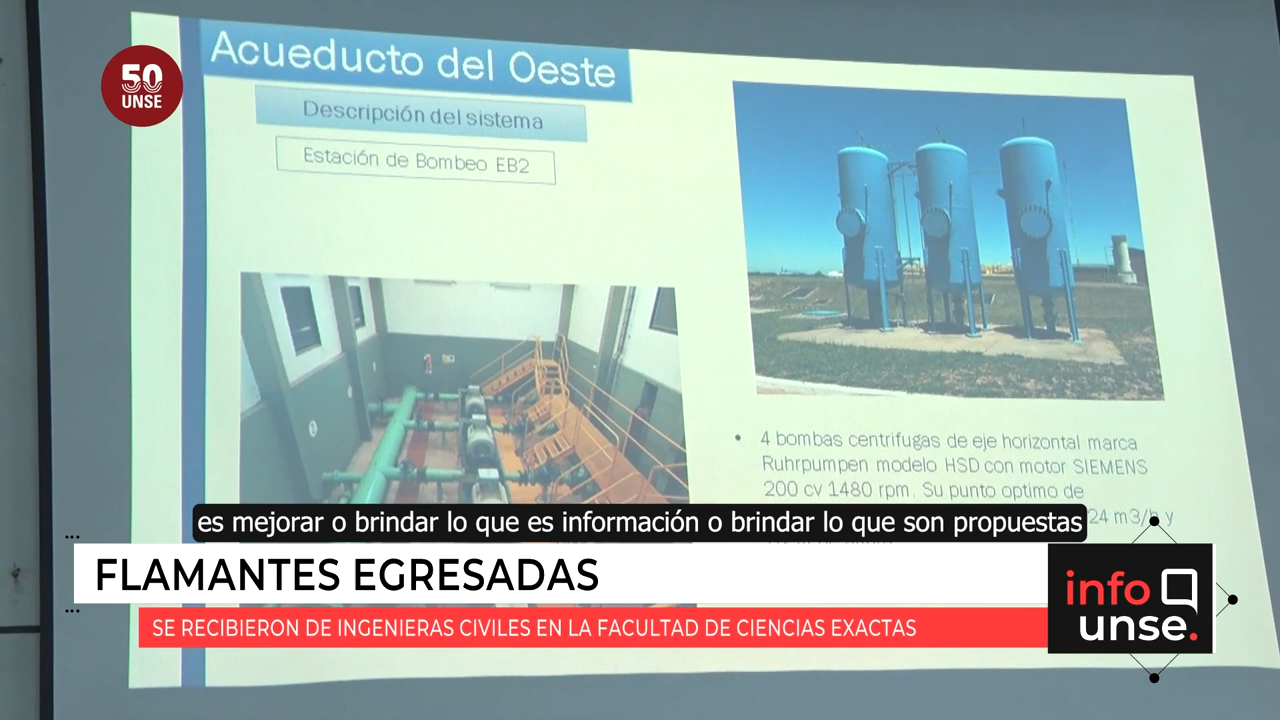 50
UNSE
Acueducto del Oeste
Descripción del sistema
Estación de Bombeo EB2
• 4 bombas centrifugas de eje horizontal marca
Ruhrpumpen modelo HSD con motor SIEMENS
200 cv 1480 rpm. Su punto optimo de
24 m3/h y
es mejorar o brindar lo que es información o brindar lo que son propuestas
FLAMANTES EGRESADAS
SE RECIBIERON DE INGENIERAS CIVILES EN LA FACULTAD DE CIENCIAS EXACTAS
info
unse.